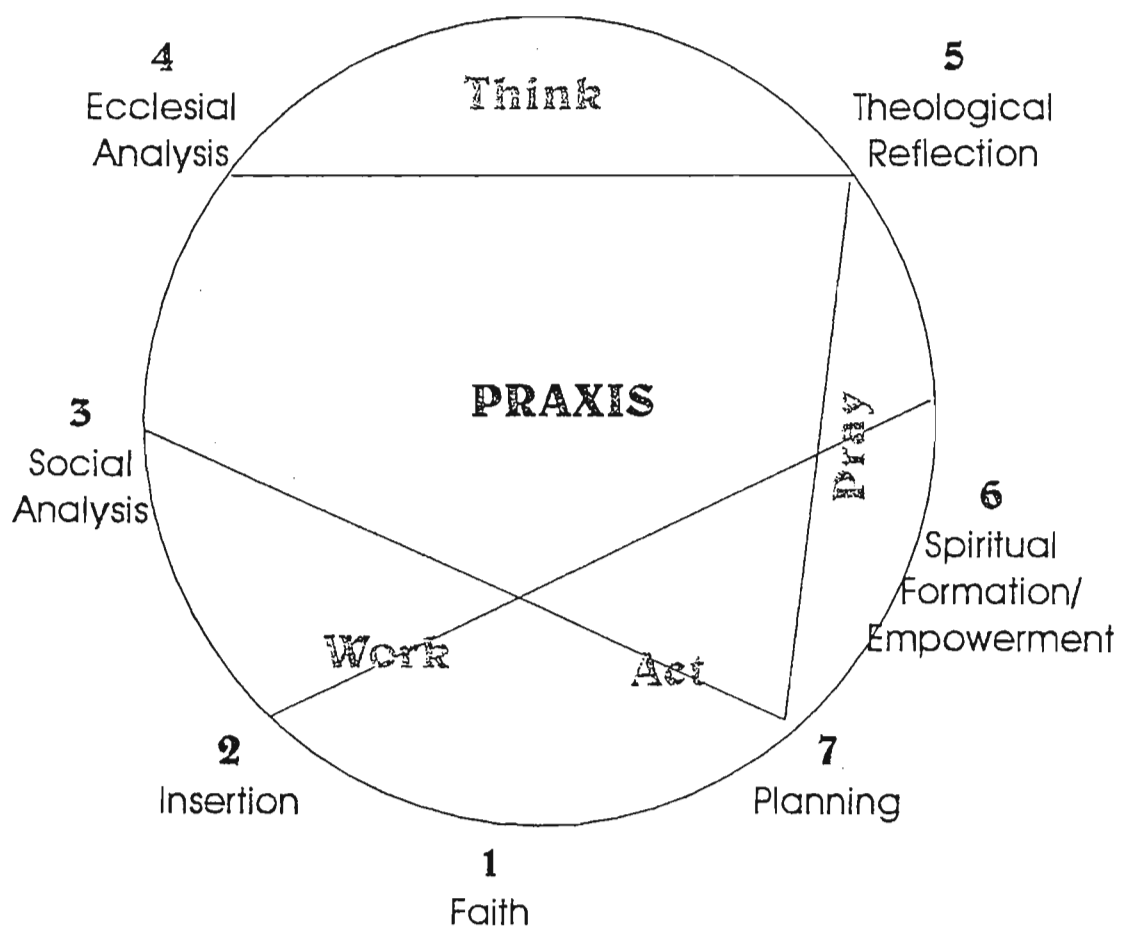 4
Ecclesial
Analysis
Think
5
Theological
Reflection
PRAXIS
3
Social
Analysis
Pray
6
Spiritual
Formation/
Empowerment
Work
Act
2
Insertion
7
Planning
1
Faith